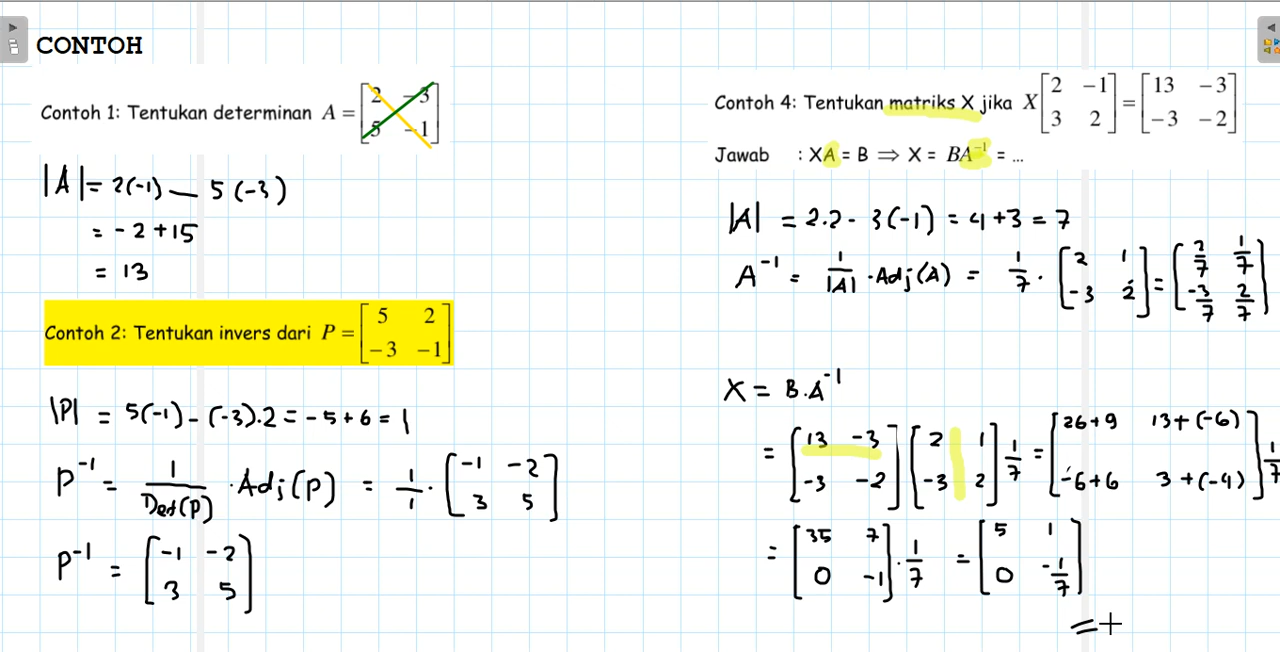 CONTOH
Contoh 1: Tentukan determinan A = [2 -3; 5 -1]
|A| = 2(-1) — 5(-3)
= -2 + 15
= 13
Contoh 2: Tentukan invers dari P = [5 2; -3 -1]
|P| = 5(-1) - (-3).2 = -5 + 6 = 1
P⁻¹ = 1/Det(P) · Adj(P) = 1/1 · [-1 -2; 3 5]
P⁻¹ = [-1 -2; 3 5]
Contoh 4: Tentukan matriks X jika X[2 -1; 3 2] = [13 -3; -3 -2]
Jawab : XA = B ⇒ X = BA⁻¹ = ...
|A| = 2.2 - 3(-1) = 4 + 3 = 7
A⁻¹ = 1/|A| · Adj(A) = 1/7 · [2 1; -3 2] = [2/7 1/7; -3/7 2/7]
X = B.A⁻¹
= [13 -3; -3 -2][2 1; -3 2] 1/7 = [26+9 13+(-6); -6+6 3+(-4)] 1/7
= [35 7; 0 -1] · 1/7 = [5 1; 0 -1/7]